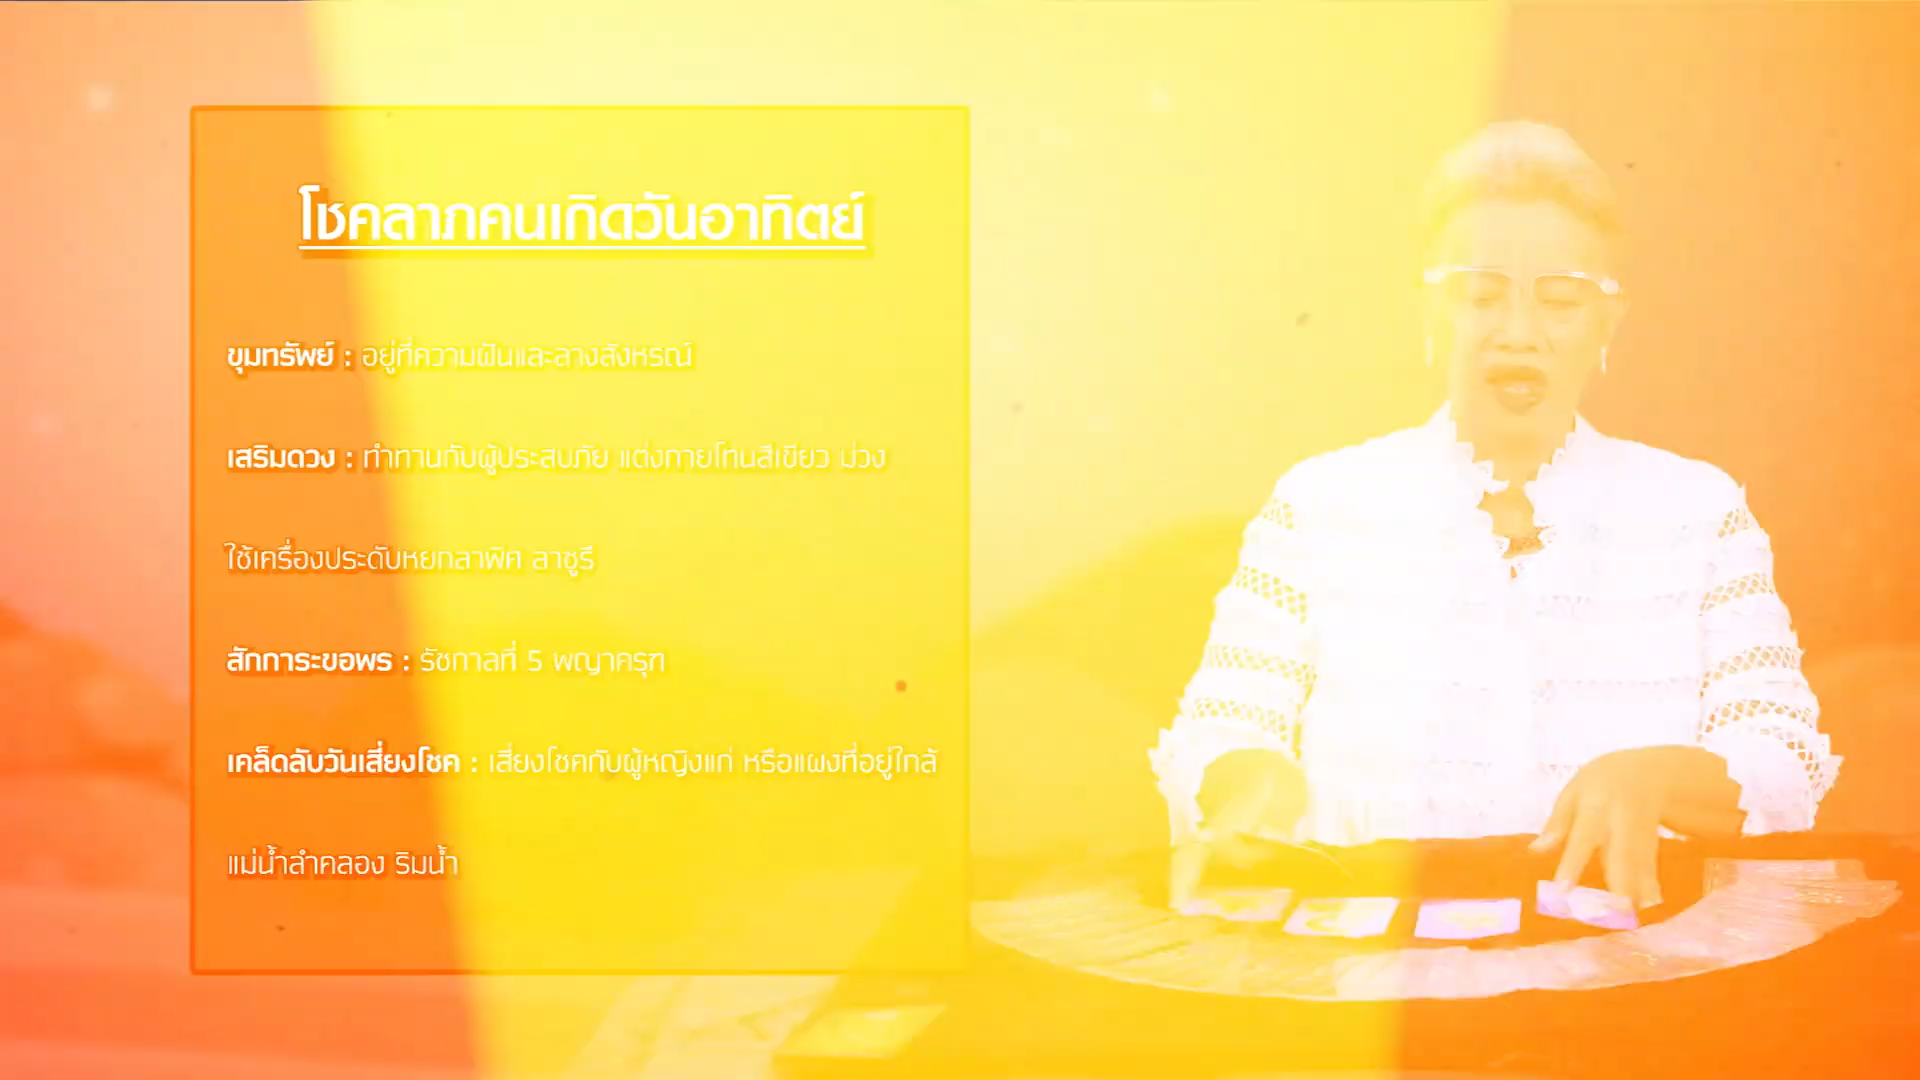 โชคลาภคนเกิดวันอาทิตย์
ขุมทรัพย์ : อยู่ที่ความฝันและลางสังหรณ์
เสริมดวง : ทำทานกับผู้ประสบภัย แต่งกายโทนสีเขียว ม่วง
ใช้เครื่องประดับหยกลาพิศ ลาซูรี
สักการะขอพร : รัชกาลที่ 5 พญาครุฑ
เคล็ดลับวันเสี่ยงโชค : เสี่ยงโชคกับผู้หญิงแก่ หรือแผงที่อยู่ใกล้
แม่น้ำลำคลอง ริมน้ำ